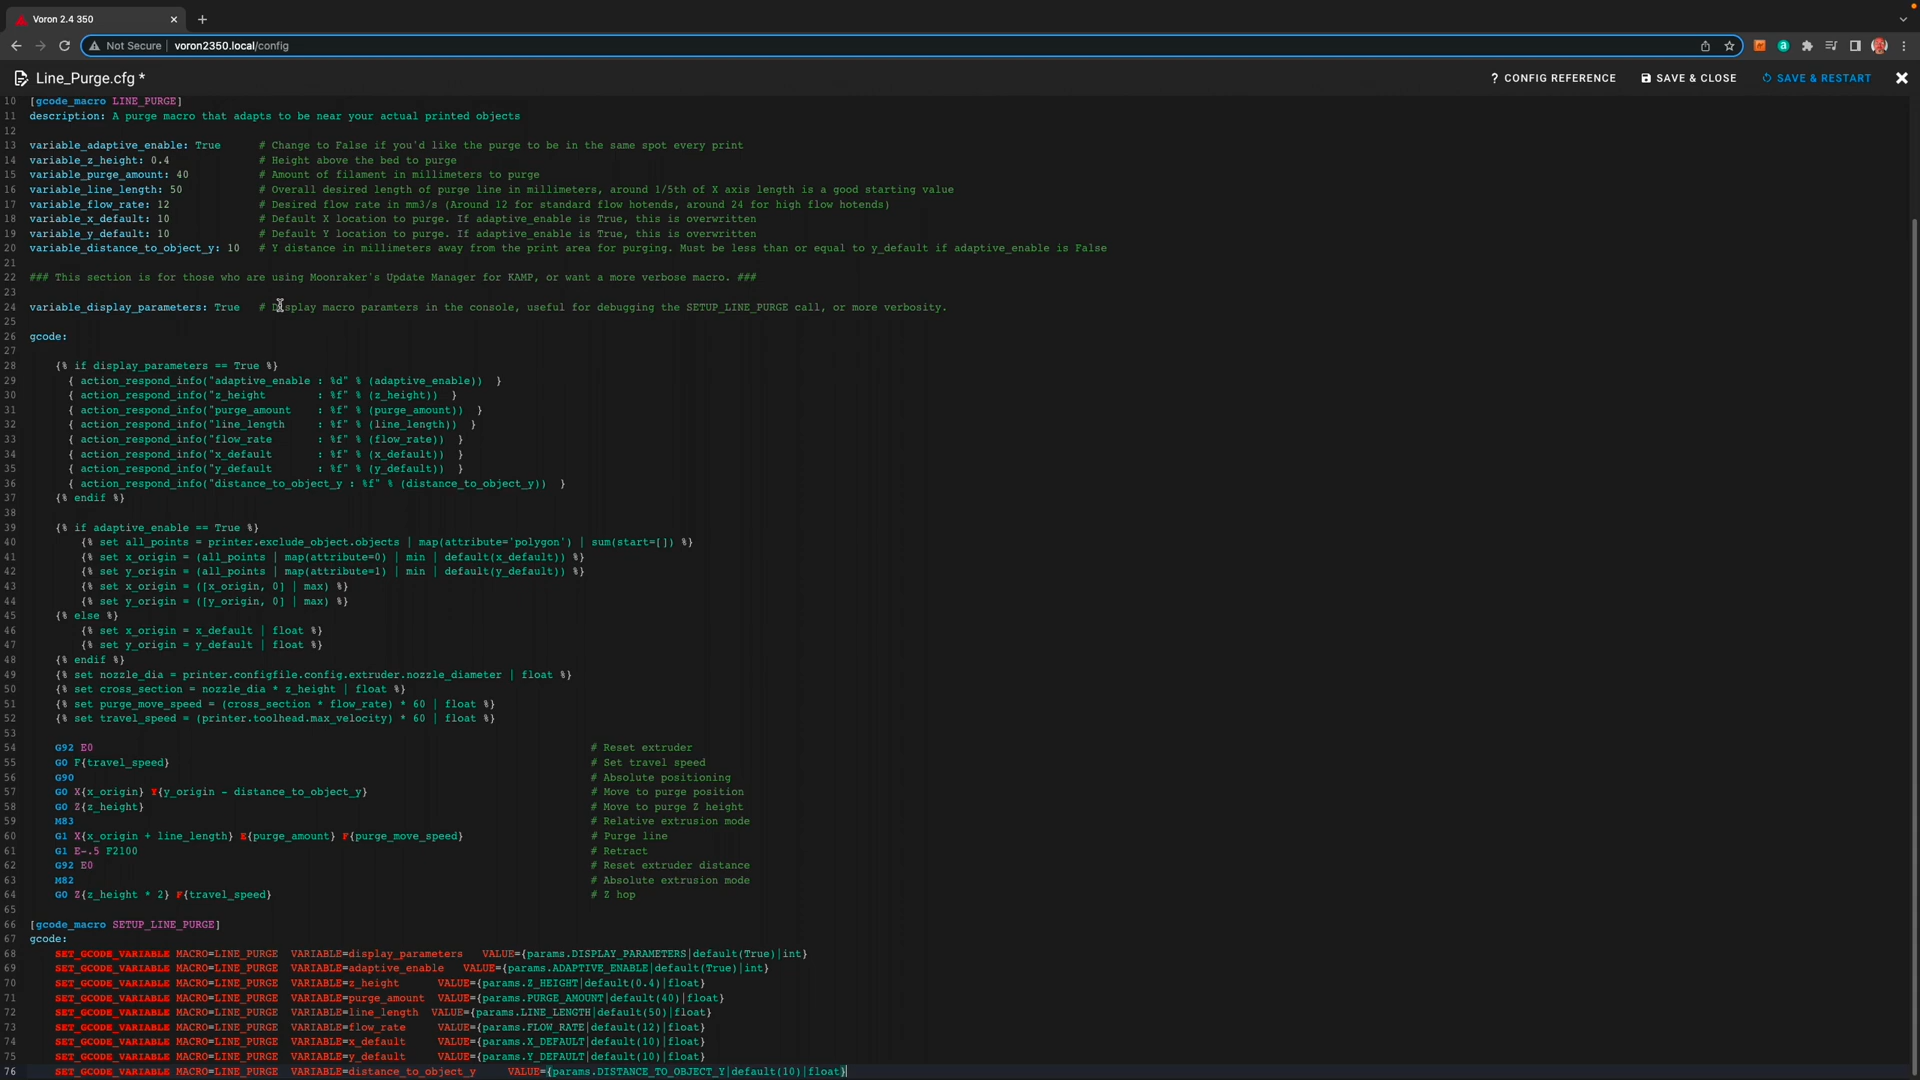 Voron 2.4 350
Not Secure | voron2350.local/config
Line_Purge.cfg *
? CONFIG REFERENCE
SAVE & CLOSE
SAVE & RESTART
10 [gcode_macro LINE_PURGE]
11 description: A purge macro that adapts to be near your actual printed objects
12
13 variable_adaptive_enable: True # Change to False if you'd like the purge to be in the same spot every print
14 variable_z_height: 0.4 # Height above the bed to purge
15 variable_purge_amount: 40 # Amount of filament in millimeters to purge
16 variable_line_length: 50 # Overall desired length of purge line in millimeters, around 1/5th of X axis length is a good starting value
17 variable_flow_rate: 12 # Desired flow rate in mm3/s (Around 12 for standard flow hotends, around 24 for high flow hotends)
18 variable_x_default: 10 # Default X location to purge. If adaptive_enable is True, this is overwritten
19 variable_y_default: 10 # Default Y location to purge. If adaptive_enable is True, this is overwritten
20 variable_distance_to_object_y: 10 # Y distance in millimeters away from the print area for purging. Must be less than or equal to y_default if adaptive_enable is False
21
22 ### This section is for those who are using Moonraker's Update Manager for KAMP, or want a more verbose macro. ###
23
24 variable_display_parameters: True # Display macro paramters in the console, useful for debugging the SETUP_LINE_PURGE call, or more verbosity.
25
26 gcode:
27
28 {% if display_parameters == True %}
29 { action_respond_info("adaptive_enable : %d" % (adaptive_enable)) }
30 { action_respond_info("z_height : %f" % (z_height)) }
31 { action_respond_info("purge_amount : %f" % (purge_amount)) }
32 { action_respond_info("line_length : %f" % (line_length)) }
33 { action_respond_info("flow_rate : %f" % (flow_rate)) }
34 { action_respond_info("x_default : %f" % (x_default)) }
35 { action_respond_info("y_default : %f" % (y_default)) }
36 { action_respond_info("distance_to_object_y : %f" % (distance_to_object_y)) }
37 {% endif %}
38
39 {% if adaptive_enable == True %}
40 {% set all_points = printer.exclude_object.objects | map(attribute='polygon') | sum(start=[]) %}
41 {% set x_origin = (all_points | map(attribute=0) | min | default(x_default)) %}
42 {% set y_origin = (all_points | map(attribute=1) | min | default(y_default)) %}
43 {% set x_origin = ([x_origin, 0] | max) %}
44 {% set y_origin = ([y_origin, 0] | max) %}
45 {% else %}
46 {% set x_origin = x_default | float %}
47 {% set y_origin = y_default | float %}
48 {% endif %}
49 {% set nozzle_dia = printer.configfile.config.extruder.nozzle_diameter | float %}
50 {% set cross_section = nozzle_dia * z_height | float %}
51 {% set purge_move_speed = (cross_section * flow_rate) * 60 | float %}
52 {% set travel_speed = (printer.toolhead.max_velocity) * 60 | float %}
53
54 G92 E0 # Reset extruder
55 G0 F{travel_speed} # Set travel speed
56 G90 # Absolute positioning
57 G0 X{x_origin} Y{y_origin - distance_to_object_y} # Move to purge position
58 G0 Z{z_height} # Move to purge Z height
59 M83 # Relative extrusion mode
60 G1 X{x_origin + line_length} E{purge_amount} F{purge_move_speed} # Purge line
61 G1 E-.5 F2100 # Retract
62 G92 E0 # Reset extruder distance
63 M82 # Absolute extrusion mode
64 G0 Z{z_height * 2} F{travel_speed} # Z hop
65
66 [gcode_macro SETUP_LINE_PURGE]
67 gcode:
68 SET_GCODE_VARIABLE MACRO=LINE_PURGE VARIABLE=display_parameters VALUE={params.DISPLAY_PARAMETERS|default(True)|int}
69 SET_GCODE_VARIABLE MACRO=LINE_PURGE VARIABLE=adaptive_enable VALUE={params.ADAPTIVE_ENABLE|default(True)|int}
70 SET_GCODE_VARIABLE MACRO=LINE_PURGE VARIABLE=z_height VALUE={params.Z_HEIGHT|default(0.4)|float}
71 SET_GCODE_VARIABLE MACRO=LINE_PURGE VARIABLE=purge_amount VALUE={params.PURGE_AMOUNT|default(40)|float}
72 SET_GCODE_VARIABLE MACRO=LINE_PURGE VARIABLE=line_length VALUE={params.LINE_LENGTH|default(50)|float}
73 SET_GCODE_VARIABLE MACRO=LINE_PURGE VARIABLE=flow_rate VALUE={params.FLOW_RATE|default(12)|float}
74 SET_GCODE_VARIABLE MACRO=LINE_PURGE VARIABLE=x_default VALUE={params.X_DEFAULT|default(10)|float}
75 SET_GCODE_VARIABLE MACRO=LINE_PURGE VARIABLE=y_default VALUE={params.Y_DEFAULT|default(10)|float}
76 SET_GCODE_VARIABLE MACRO=LINE_PURGE VARIABLE=distance_to_object_y VALUE={params.DISTANCE_TO_OBJECT_Y|default(10)|float}